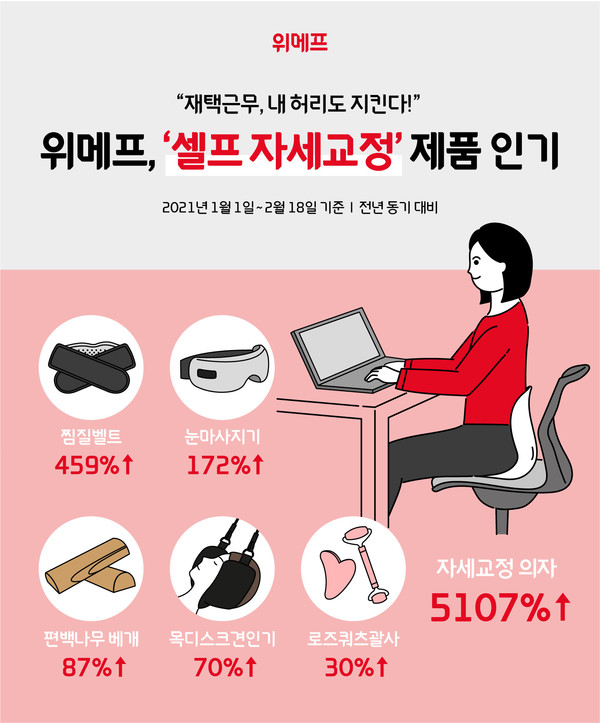 위메프
“재택근무, 내 허리도 지킨다!”
위메프, ‘셀프 자세교정’ 제품 인기
2021년 1월 1일 ~ 2월 18일 기준 | 전년 동기 대비
찜질벨트
459%↑
눈마사지기
172%↑
편백나무 베개
87%↑
목디스크견인기
70%↑
로즈쿼츠괄사
30%↑
자세교정 의자
5107%↑